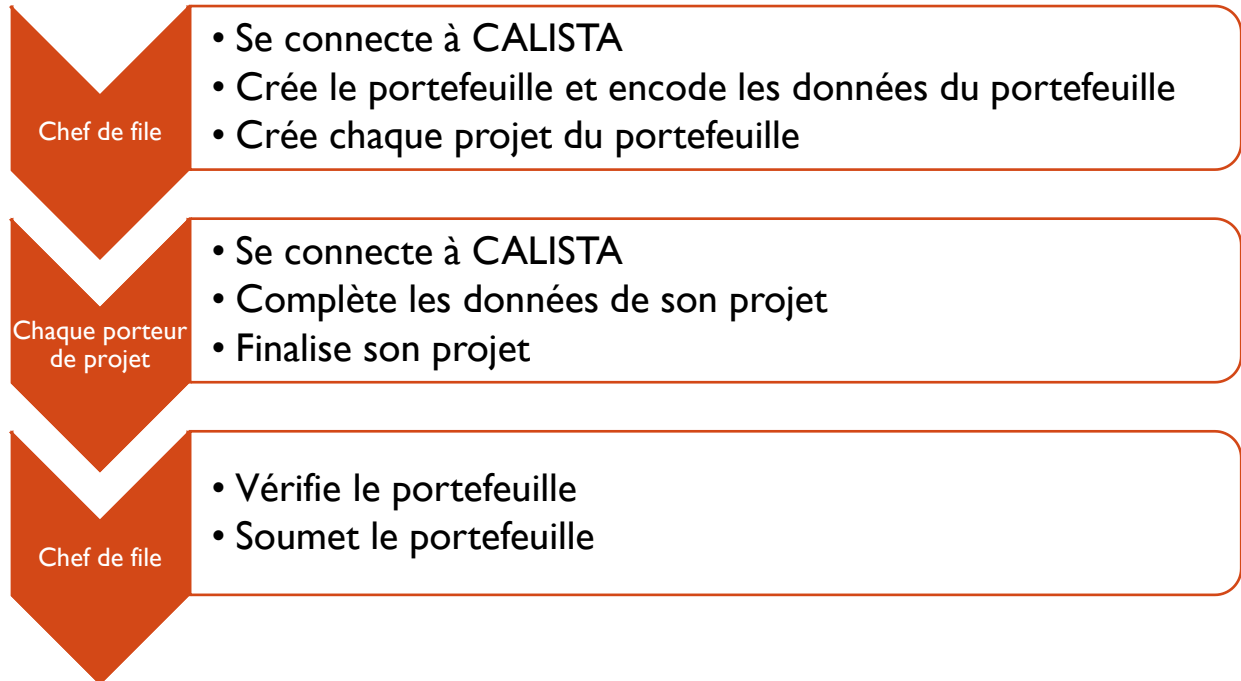 Chef de file
• Se connecte à CALISTA
• Crée le portefeuille et encode les données du portefeuille
• Crée chaque projet du portefeuille
Chaque porteur
de projet
• Se connecte à CALISTA
• Complète les données de son projet
• Finalise son projet
Chef de file
• Vérifie le portefeuille
• Soumet le portefeuille